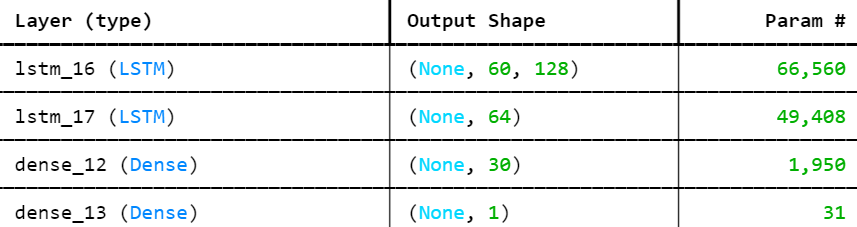 Layer (type) Output Shape Param #
lstm_16 (LSTM) (None, 60, 128) 66,560
lstm_17 (LSTM) (None, 64) 49,408
dense_12 (Dense) (None, 30) 1,950
dense_13 (Dense) (None, 1) 31